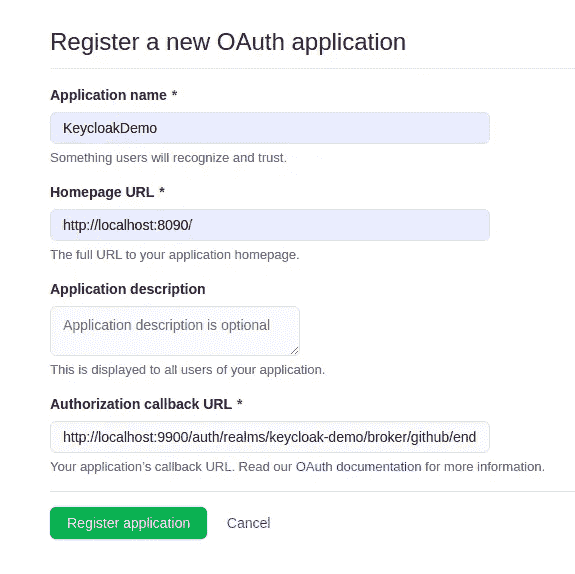 Register a new OAuth application
Application name *
KeycloakDemo
Something users will recognize and trust.
Homepage URL *
http://localhost:8090/
The full URL to your application homepage.
Application description
Application description is optional
This is displayed to all users of your application.
Authorization callback URL *
http://localhost:9900/auth/realms/keycloak-demo/broker/github/end
Your application’s callback URL. Read our OAuth documentation for more information.
Register application Cancel